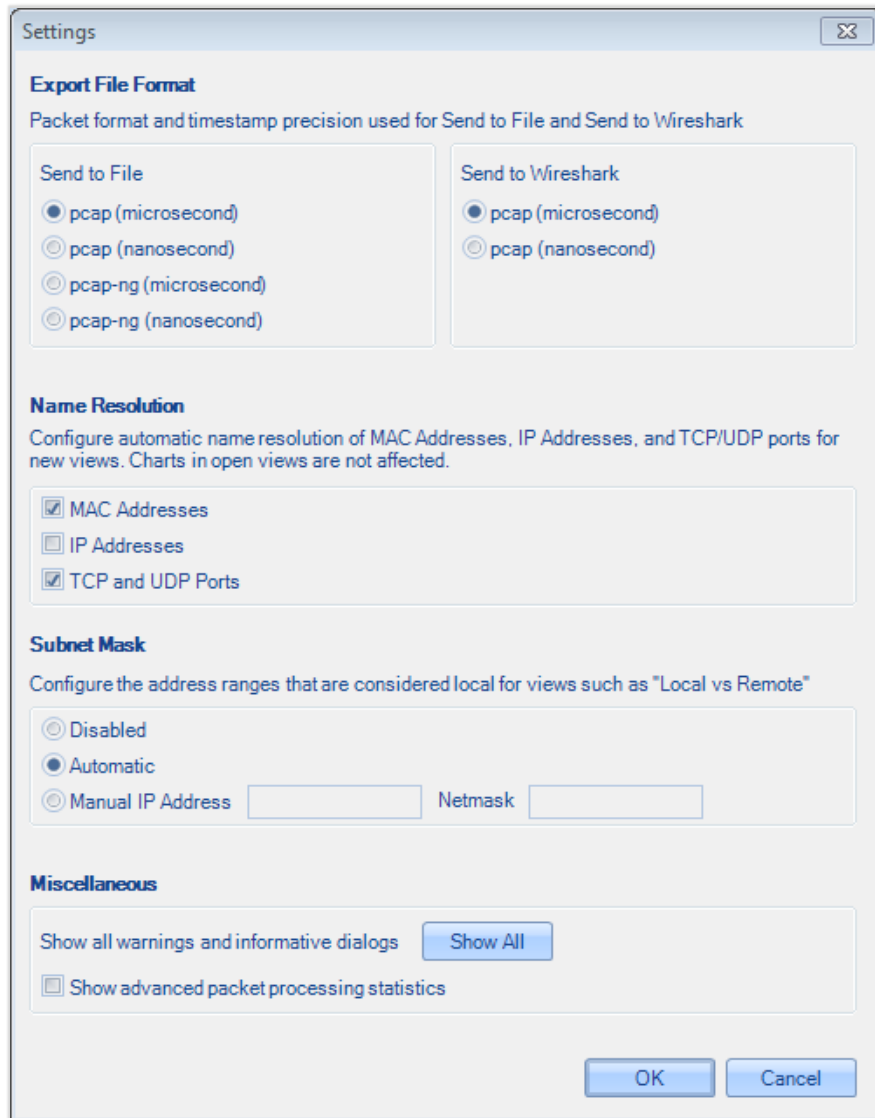 Settings
Export File Format
Packet format and timestamp precision used for Send to File and Send to Wireshark
Send to File
pcap (microsecond)
pcap (nanosecond)
pcap-ng (microsecond)
pcap-ng (nanosecond)
Send to Wireshark
pcap (microsecond)
pcap (nanosecond)
Name Resolution
Configure automatic name resolution of MAC Addresses, IP Addresses, and TCP/UDP ports for
new views. Charts in open views are not affected.
MAC Addresses
IP Addresses
TCP and UDP Ports
Subnet Mask
Configure the address ranges that are considered local for views such as "Local vs Remote"
Disabled
Automatic
Manual IP Address Netmask
Miscellaneous
Show all warnings and informative dialogs Show All
Show advanced packet processing statistics
OK Cancel